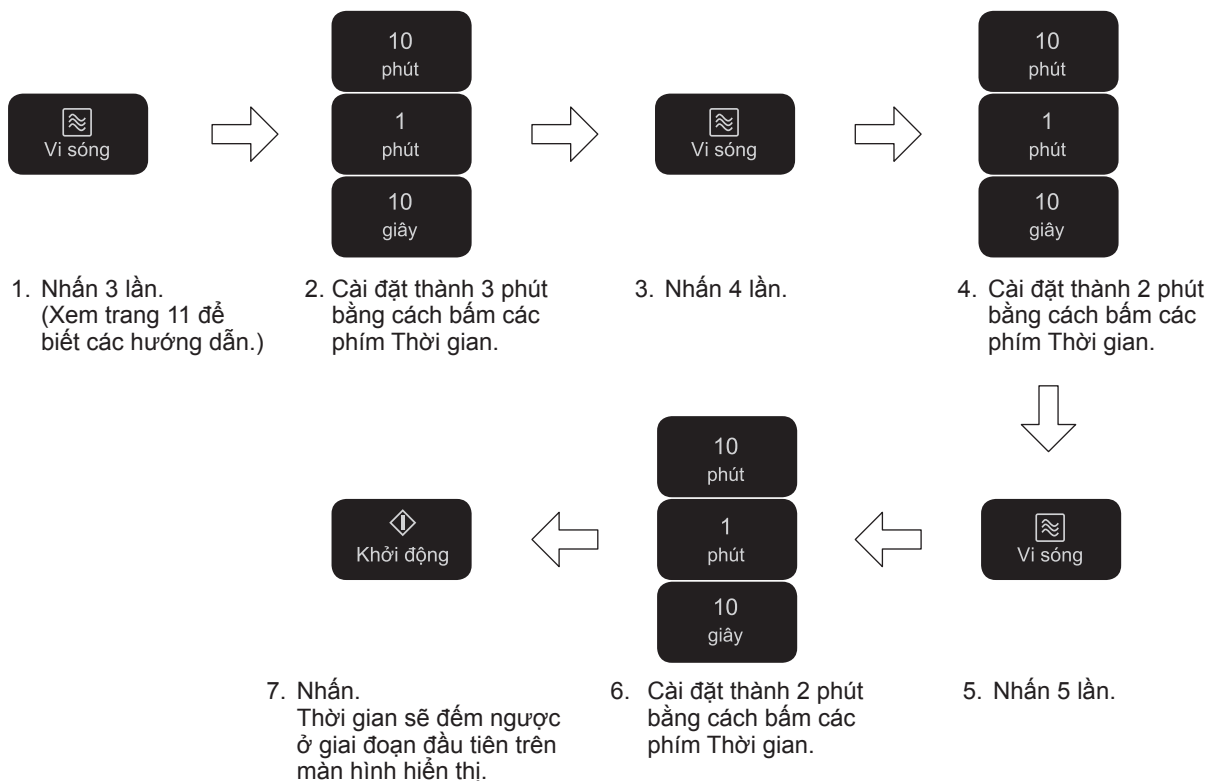 10
phút
1
phút
10
giây
Vi sóng
10
phút
1
phút
10
giây
Vi sóng
1. Nhấn 3 lần.
(Xem trang 11 để
biết các hướng dẫn.)
2. Cài đặt thành 3 phút
bằng cách bấm các
phím Thời gian.
3. Nhấn 4 lần.
4. Cài đặt thành 2 phút
bằng cách bấm các
phím Thời gian.
Vi sóng
10
phút
1
phút
10
giây
Khởi động
5. Nhấn 5 lần.
6. Cài đặt thành 2 phút
bằng cách bấm các
phím Thời gian.
7. Nhấn.
Thời gian sẽ đếm ngược
ở giai đoạn đầu tiên trên
màn hình hiển thị.